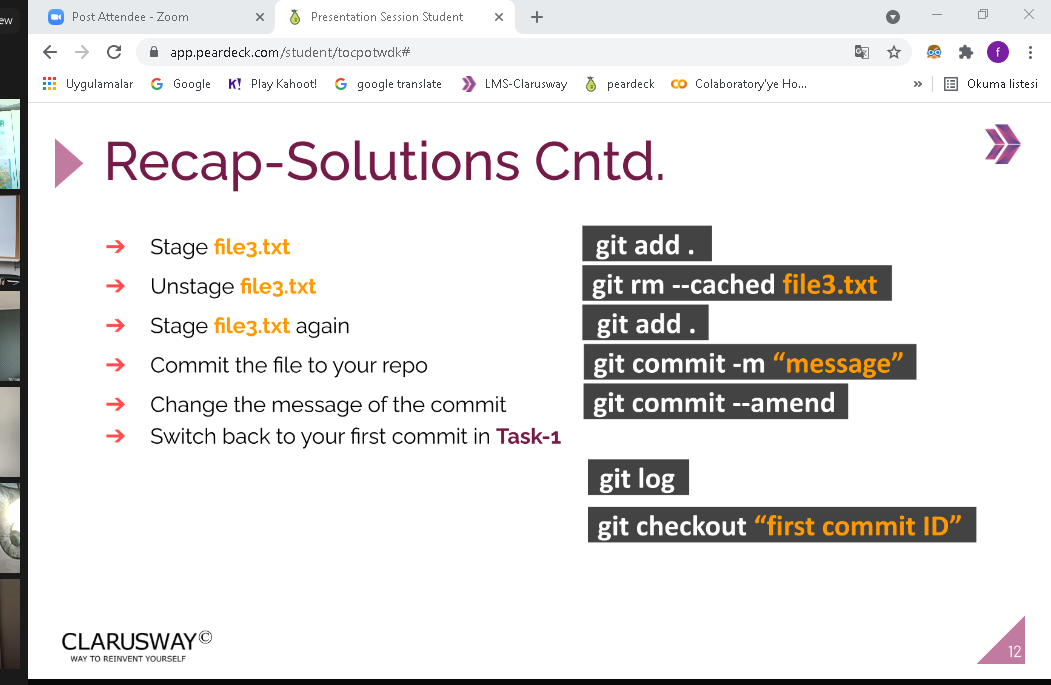 ew
Post Attendee - Zoom
Presentation Session Student
app.peardeck.com/student/tocpotwdk#
f
Uygulamalar
Google
K! Play Kahoot!
google translate
LMS-Clarusway
peardeck
Colaboratory'ye Ho...
»
Okuma listesi
Recap-Solutions Cntd.
➔ Stage file3.txt
git add .
➔ Unstage file3.txt
git rm --cached file3.txt
➔ Stage file3.txt again
git add .
➔ Commit the file to your repo
git commit -m “message”
➔ Change the message of the commit
git commit --amend
➔ Switch back to your first commit in Task-1
git log
git checkout “first commit ID”
CLARUSWAY©
WAY TO REINVENT YOURSELF
12